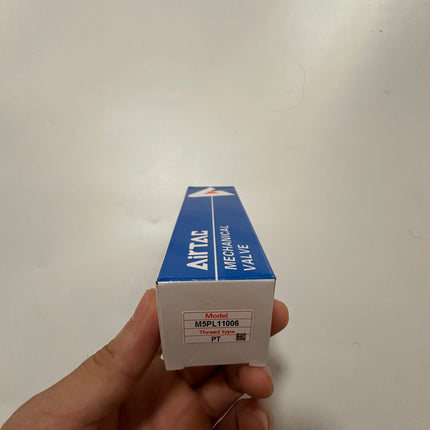 AirTAC
MECHANICAL
VALVE
Model
M5PL11006
Thread type
PT